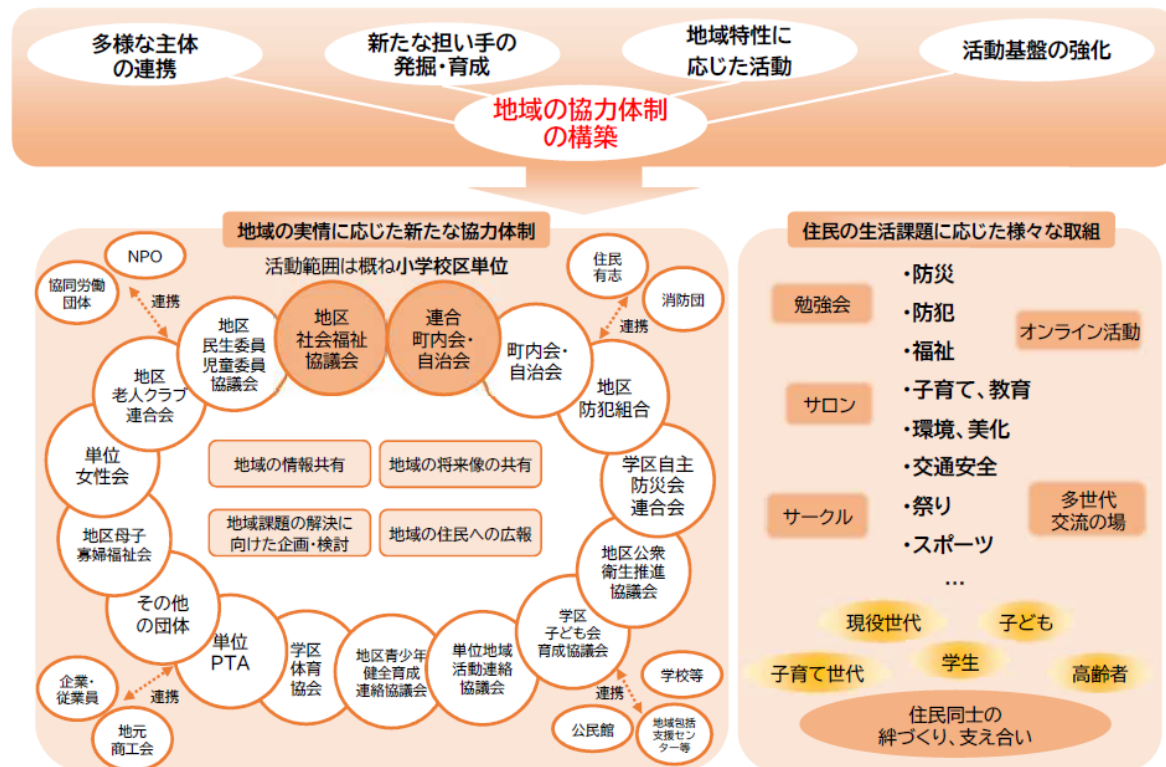 多様な主体
の連携
新たな担い手の
発掘・育成
地域特性に
応じた活動
活動基盤の強化
地域の協力体制
の構築
地域の実情に応じた新たな協力体制
活動範囲は概ね小学校区単位
NPO
協同労働
団体
連携
住民
有志
消防団
連携
地区
民生委員
児童委員
協議会
地区
社会福祉
協議会
連合
町内会・
自治会
町内会・
自治会
地区
老人クラブ
連合会
地区
防犯組合
単位
女性会
学区自主
防災会
連合会
地区母子
寡婦福祉会
地区公衆
衛生推進
協議会
その他
の団体
単位
PTA
学区
体育
協会
地区青少年
健全育成
連絡協議会
単位地域
活動連絡
協議会
学区
子ども会
育成協議会
地域の情報共有
地域の将来像の共有
地域課題の解決に
向けた企画・検討
地域の住民への広報
企業・
従業員
連携
地元
商工会
学校等
連携
公民館
地域包括
支援セン
ター等
住民の生活課題に応じた様々な取組
勉強会
サロン
サークル
・防災
・防犯
・福祉
・子育て、教育
・環境、美化
・交通安全
・祭り
・スポーツ
…
オンライン活動
多世代
交流の場
現役世代
子ども
子育て世代
学生
高齢者
住民同士の
絆づくり、支え合い